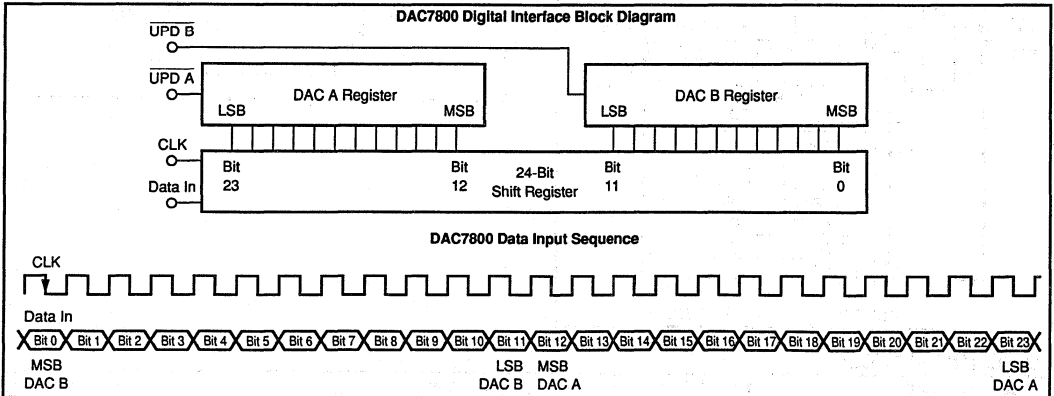 DAC7800 Digital Interface Block Diagram
UPD B
UPD A
DAC A Register
DAC B Register
LSB MSB LSB MSB
CLK
Bit Bit 24-Bit Bit Bit
Data In 23 12 Shift Register 11 0
DAC7800 Data Input Sequence
CLK
Data In
Bit 0 Bit 1 Bit 2 Bit 3 Bit 4 Bit 5 Bit 6 Bit 7 Bit 8 Bit 9 Bit 10 Bit 11 Bit 12 Bit 13 Bit 14 Bit 15 Bit 16 Bit 17 Bit 18 Bit 19 Bit 20 Bit 21 Bit 22 Bit 23
MSB LSB MSB LSB
DAC B DAC B DAC A DAC A